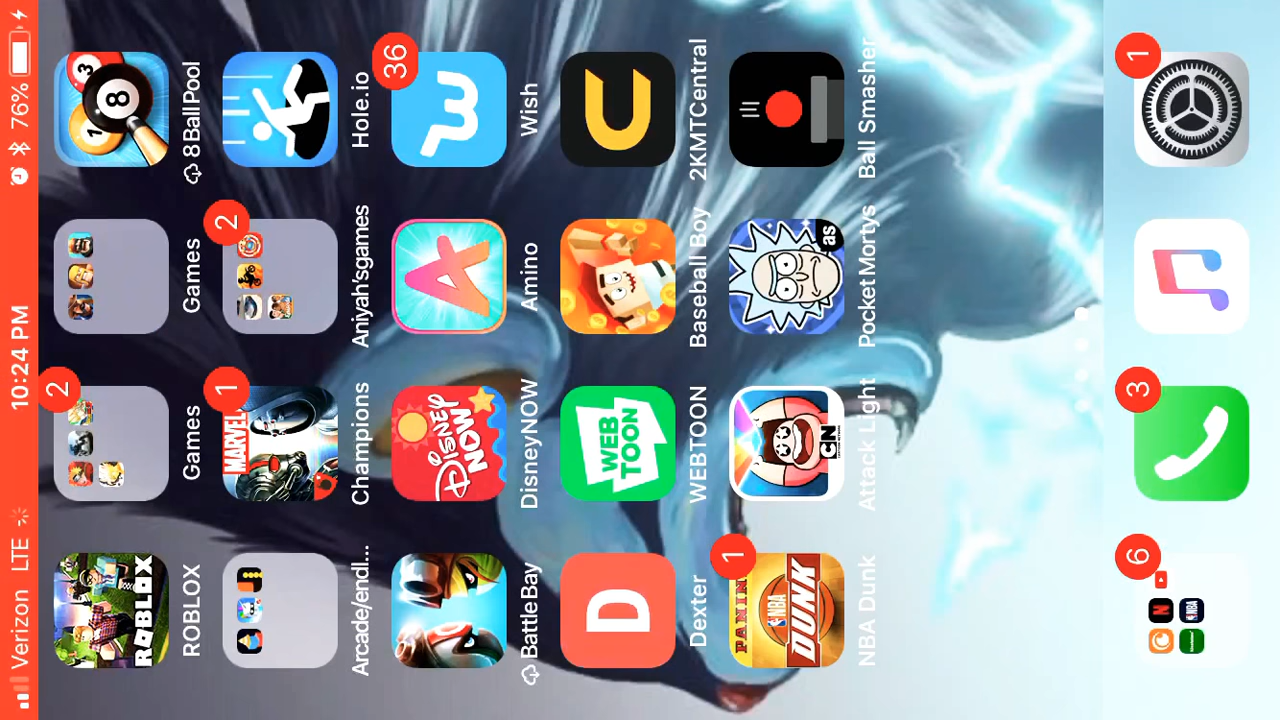 Verizon LTE 10:24 PM 76%
2
ROBLOX Games Games 8 Ball Pool
MARVEL
1 2
Arcade/endl... Champions Aniyah'sgames Hole.io
DISNEY NOW
36
Battle Bay DisneyNOW Amino Wish
D WEB TOON
Dexter WEBTOON Baseball Boy 2KMTCentral
PANINI NBA DUNK CN as
1
NBA Dunk Attack Light Pocket Mortys Ball Smasher
6 3 1